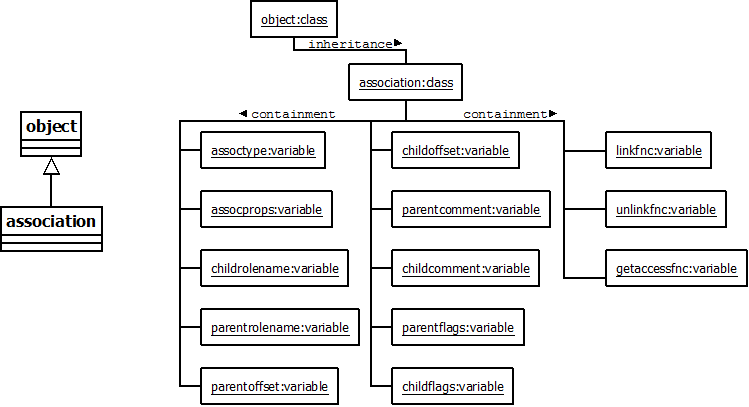 object:class
inheritance
association:class
containment containment
object
association
assoctype:variable
assocprops:variable
childrolename:variable
parentrolename:variable
parentoffset:variable
childoffset:variable
parentcomment:variable
childcomment:variable
parentflags:variable
childflags:variable
linkfnc:variable
unlinkfnc:variable
getaccessfnc:variable